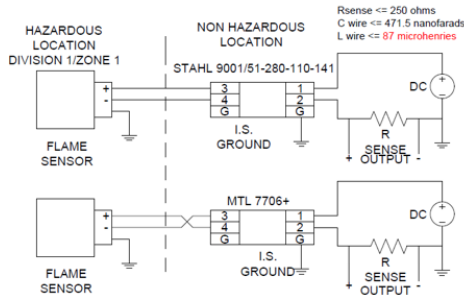 HAZARDOUS
LOCATION
DIVISION 1/ZONE 1
NON HAZARDOUS
LOCATION
Rsense <= 250 ohms
C wire <= 471.5 nanofarads
L wire <= 87 microhenries
STAHL 9001/51-280-110-141
+
-
3
4
G
1
2
G
DC
+
-
I.S.
GROUND
R
SENSE
+ OUTPUT -
FLAME
SENSOR
MTL 7706+
+
-
3
4
G
1
2
G
DC
+
-
I.S.
GROUND
R
SENSE
+ OUTPUT -
FLAME
SENSOR